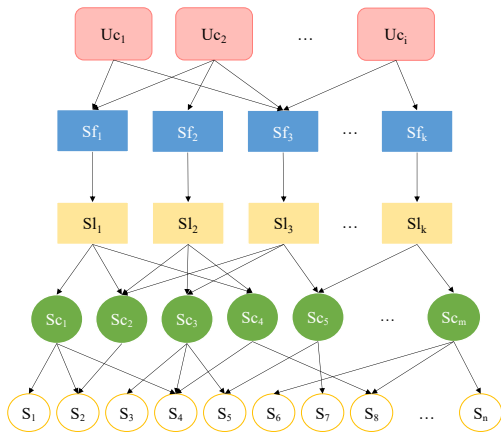 Uc₁ Uc₂ ... Ucᵢ
Sf₁ Sf₂ Sf₃ ... Sfₖ
Sl₁ Sl₂ Sl₃ ... Slₖ
Sc₁ Sc₂ Sc₃ Sc₄ Sc₅ ... Scₘ
S₁ S₂ S₃ S₄ S₅ S₆ S₇ S₈ ... Sₙ